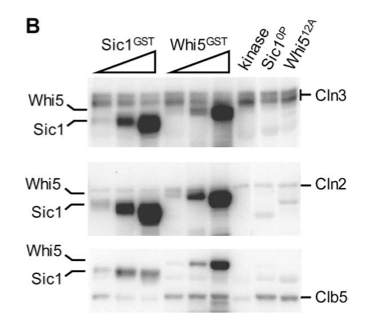 B
Sic1GST Whi5GST kinase Sic10P Whi512A
Whi5
Sic1
Cln3
Whi5
Sic1
Cln2
Whi5
Sic1
Clb5